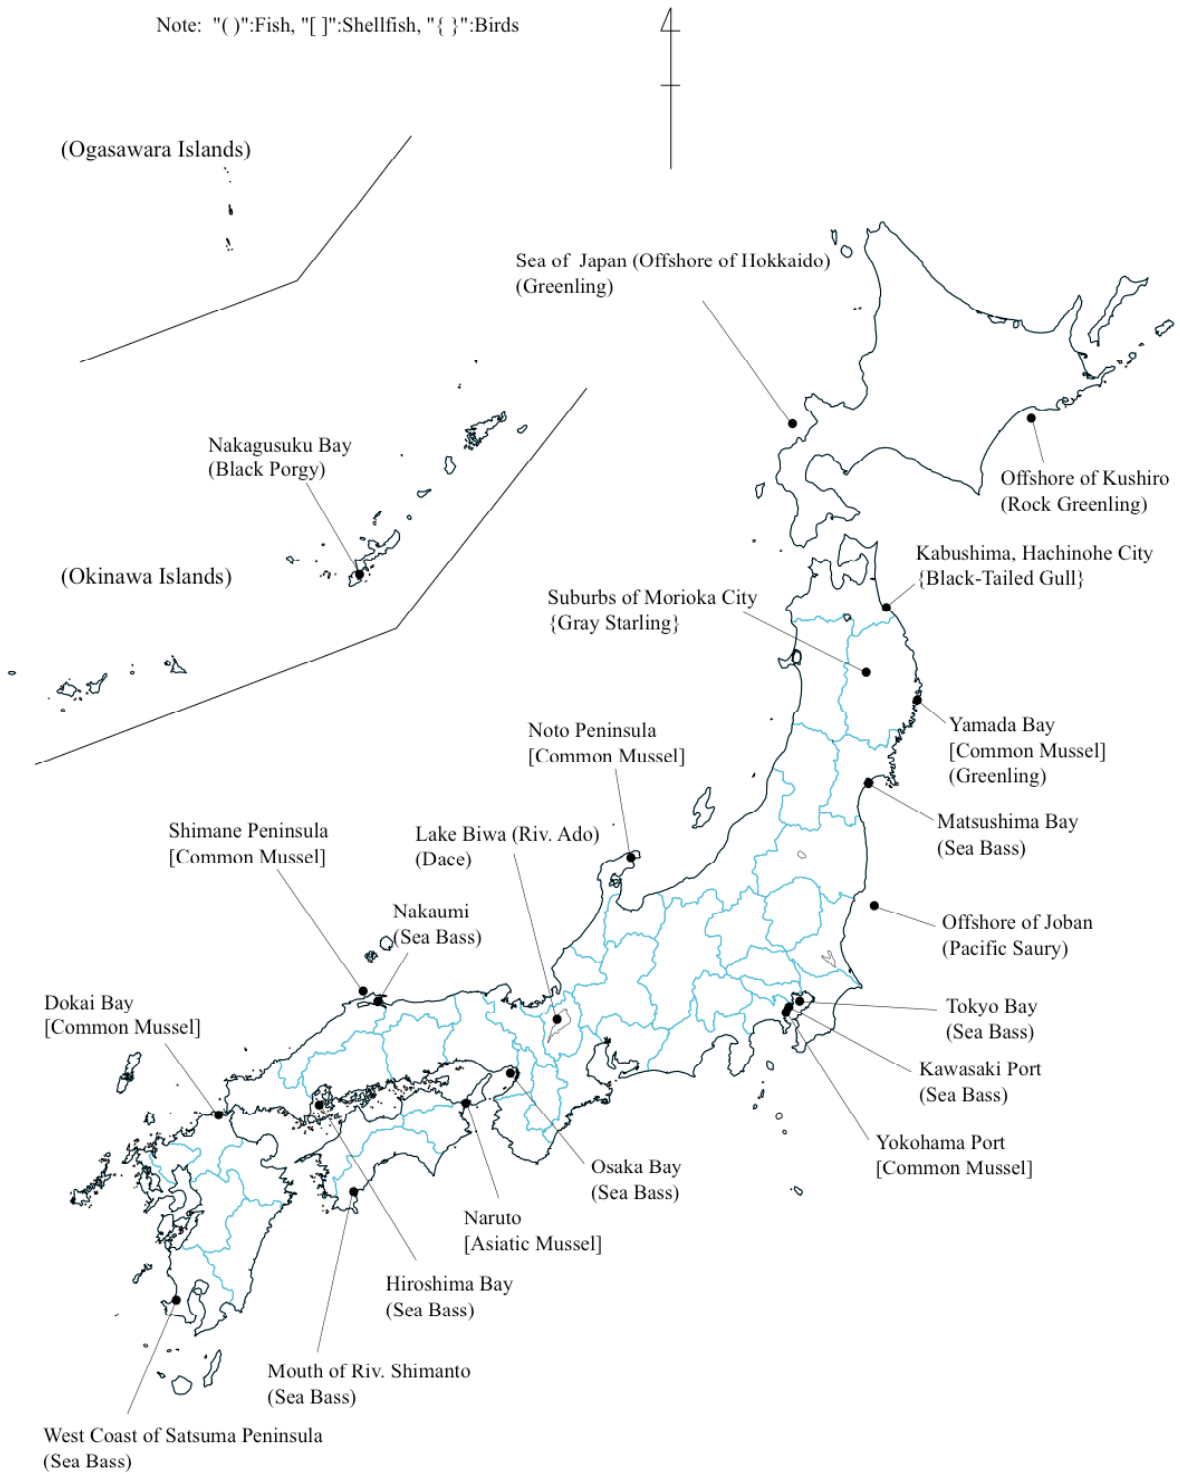 Note: "( )":Fish, "[ ]":Shellfish, "{ }":Birds
(Ogasawara Islands)
Sea of Japan (Offshore of Hokkaido)
(Greenling)
Nakagusuku Bay
(Black Porgy)
Offshore of Kushiro
(Rock Greenling)
Kabushima, Hachinohe City
{Black-Tailed Gull}
(Okinawa Islands)
Suburbs of Morioka City
{Gray Starling}
Noto Peninsula
[Common Mussel]
Yamada Bay
[Common Mussel]
(Greenling)
Shimane Peninsula
[Common Mussel]
Lake Biwa (Riv. Ado)
(Dace)
Matsushima Bay
(Sea Bass)
Nakaumi
(Sea Bass)
Offshore of Joban
(Pacific Saury)
Dokai Bay
[Common Mussel]
Tokyo Bay
(Sea Bass)
Kawasaki Port
(Sea Bass)
Yokohama Port
[Common Mussel]
Osaka Bay
(Sea Bass)
Naruto
[Asiatic Mussel]
Hiroshima Bay
(Sea Bass)
Mouth of Riv. Shimanto
(Sea Bass)
West Coast of Satsuma Peninsula
(Sea Bass)